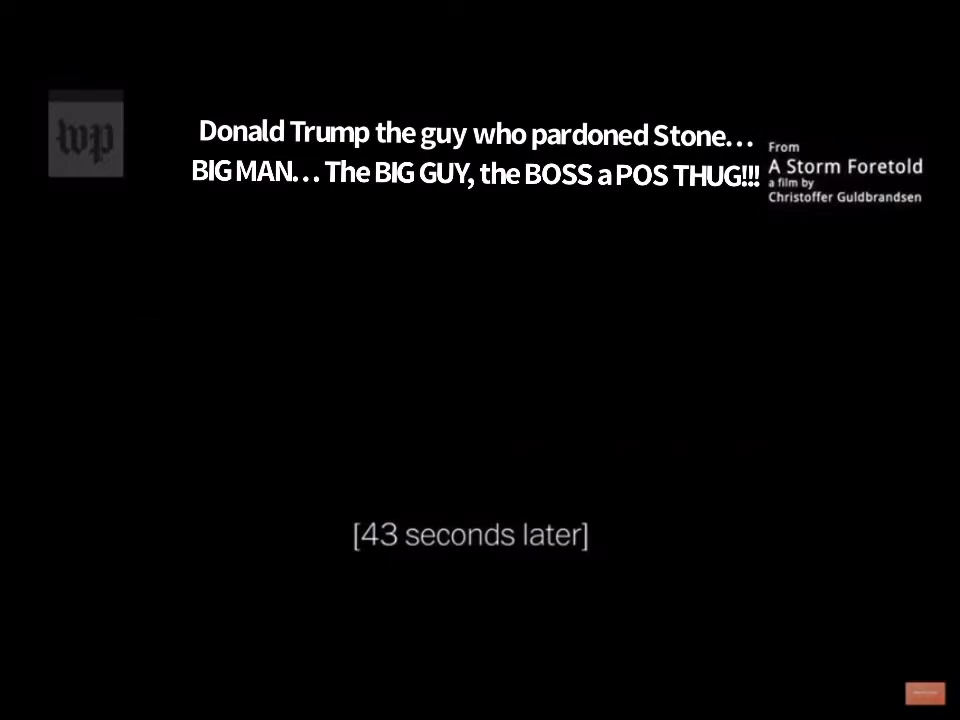 wp
Donald Trump the guy who pardoned Stone...
BIG MAN... The BIG GUY, the BOSS a POS THUG!!!
From
A Storm Foretold
a film by
Christoffer Guldbrandsen
[43 seconds later]